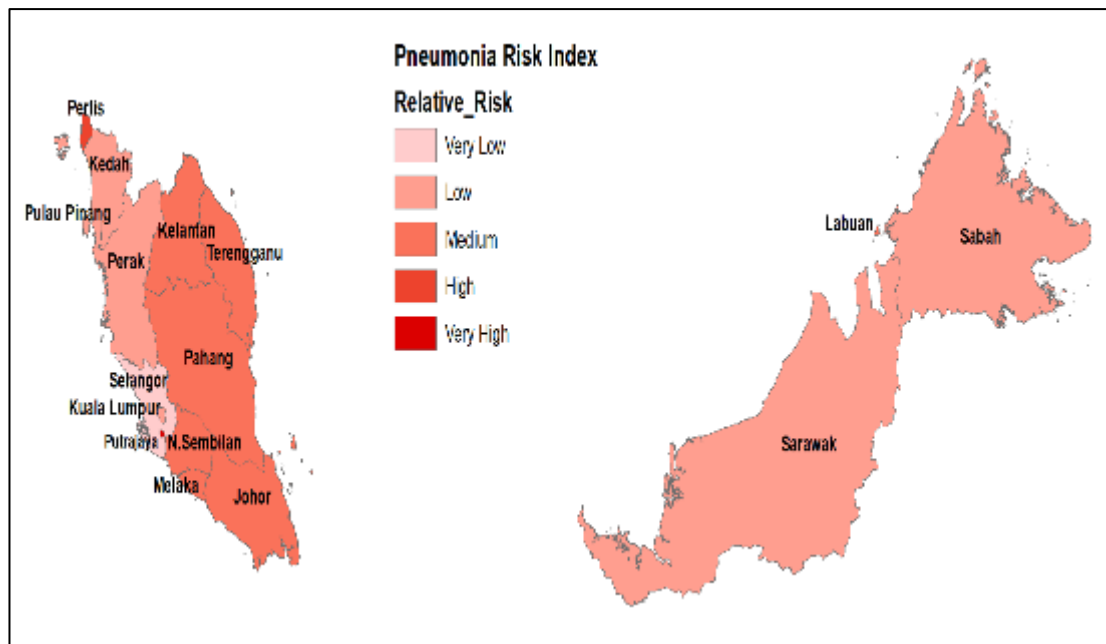 Pneumonia Risk Index
Relative_Risk
Very Low
Low
Medium
High
Very High
Perlis
Kedah
Pulau Pinang
Perak
Kelantan
Terengganu
Pahang
Selangor
Kuala Lumpur
Putrajaya
N.Sembilan
Melaka
Johor
Labuan
Sabah
Sarawak